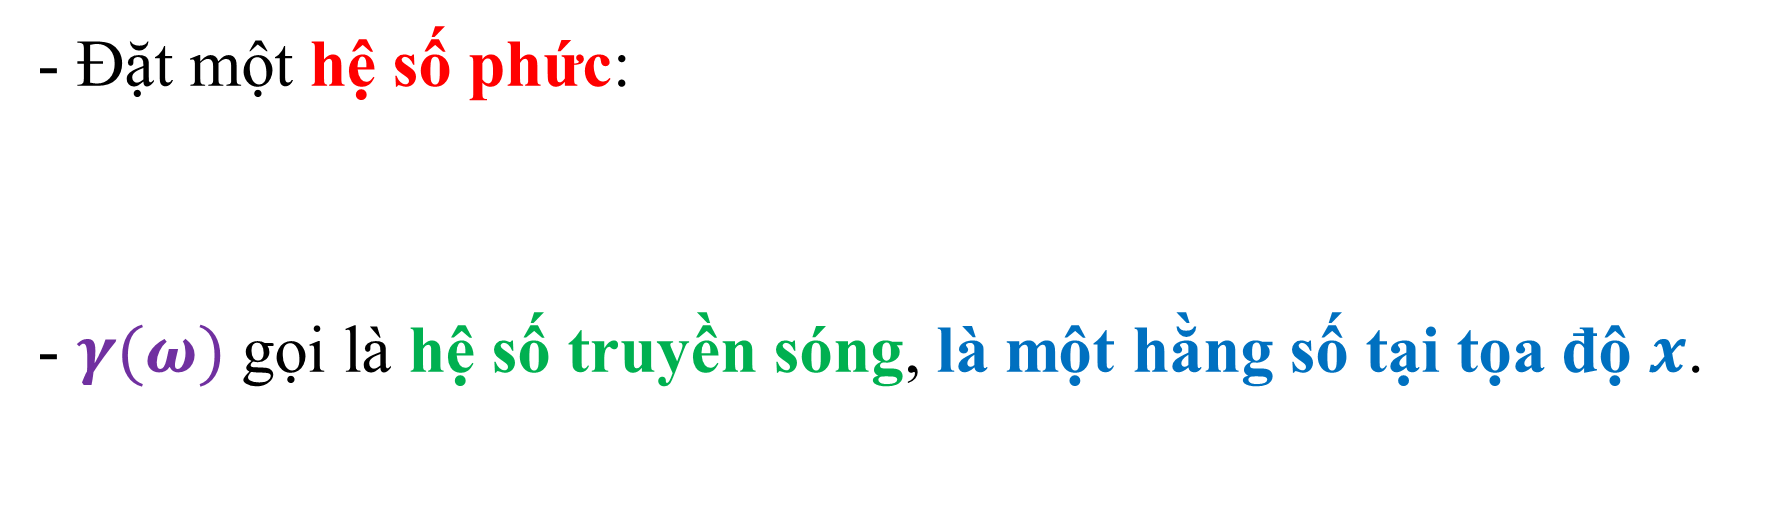 - Đặt một hệ số phức:
- γ(ω) gọi là hệ số truyền sóng, là một hằng số tại tọa độ x.